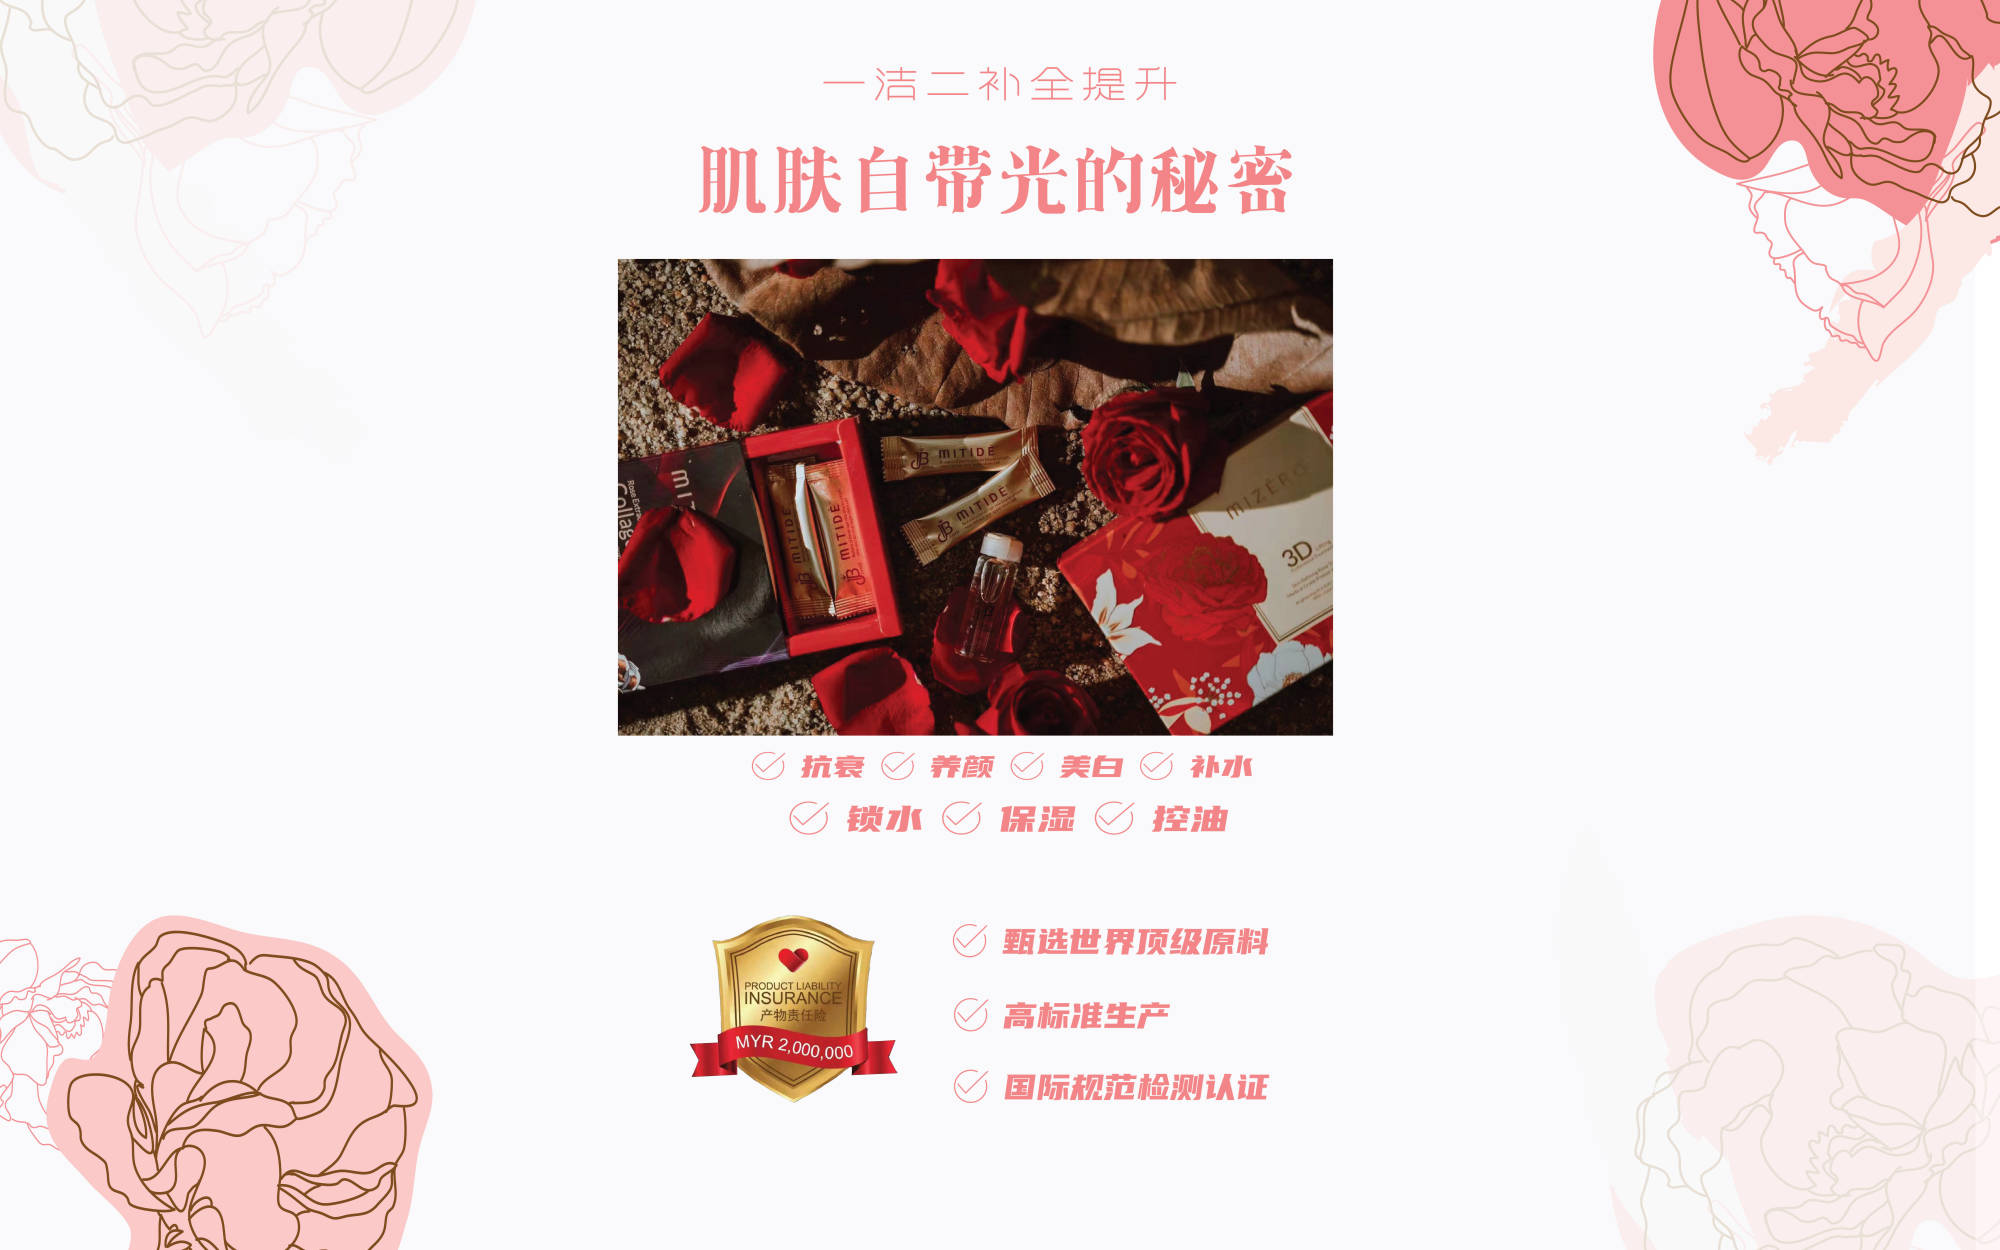 一洁二补全提升
肌肤自带光的秘密
MITIDE
MITIDE
MITIDE
MITIDE
MIZÉRO
3D
抗衰 养颜 美白 补水
锁水 保湿 控油
PRODUCT LIABILITY
INSURANCE
产物责任险
MYR 2,000,000
甄选世界顶级原料
高标准生产
国际规范检测认证